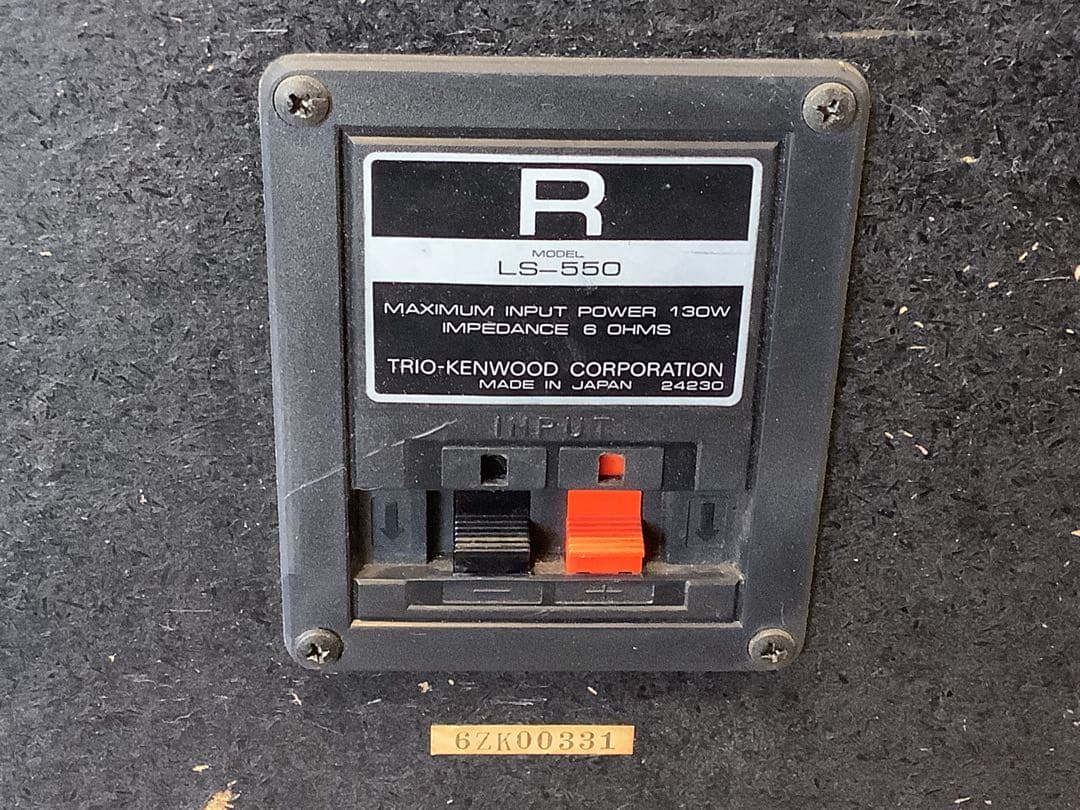 R
MODEL
LS-550
MAXIMUM INPUT POWER 130W
IMPEDANCE 6 OHMS
TRIO-KENWOOD CORPORATION
MADE IN JAPAN 24230
INPUT
- +
6ZK00331